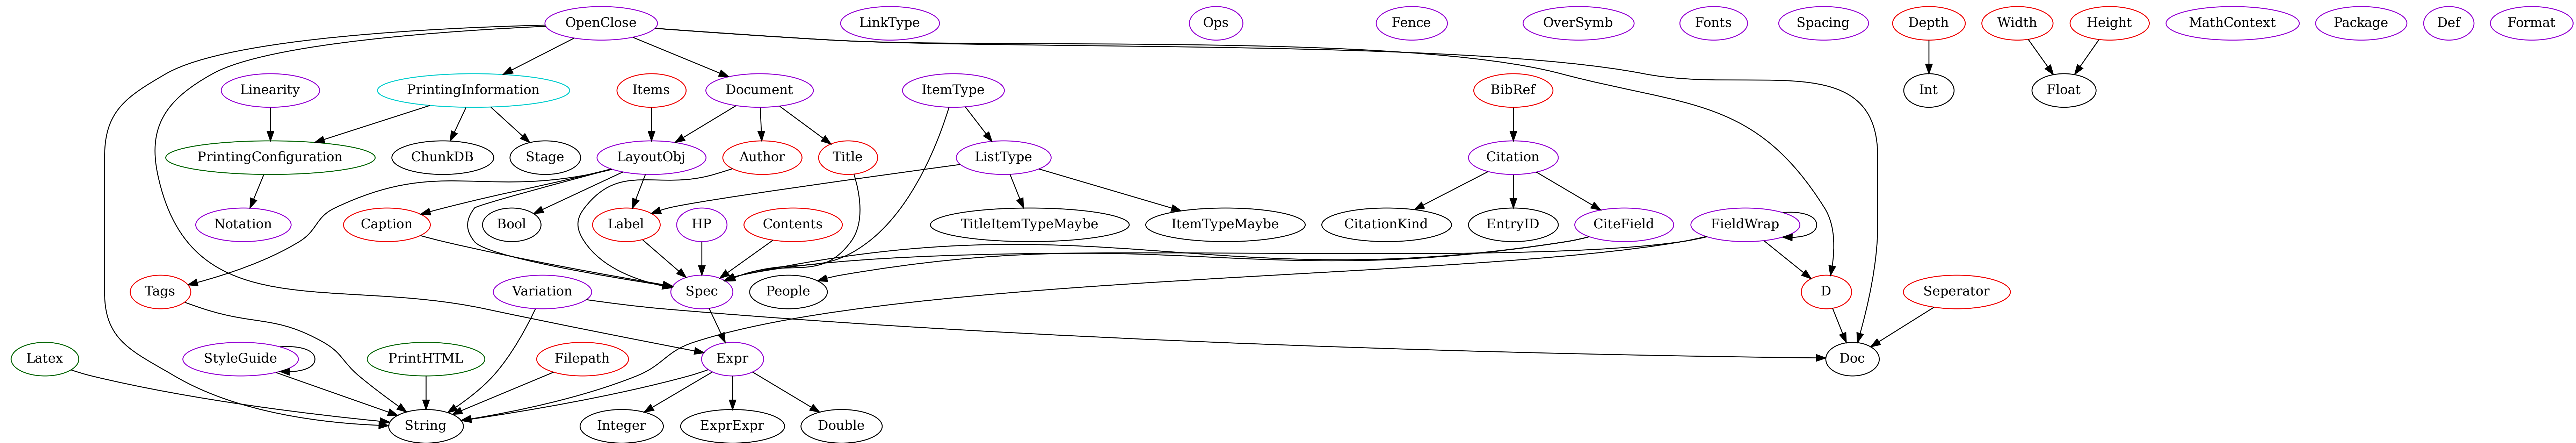 OpenClose
LinkType
Ops
Fence
OverSymb
Fonts
Spacing
Depth
Width
Height
MathContext
Package
Def
Format
Linearity
PrintingInformation
Items
Document
ItemType
BibRef
Int
Float
PrintingConfiguration
ChunkDB
Stage
LayoutObj
Author
Title
ListType
Citation
Notation
Caption
Bool
Label
HP
Contents
TitleItemTypeMaybe
ItemTypeMaybe
CitationKind
EntryID
CiteField
FieldWrap
Tags
Variation
Spec
People
D
Seperator
Latex
StyleGuide
PrintHTML
Filepath
Expr
Doc
String
Integer
ExprExpr
Double